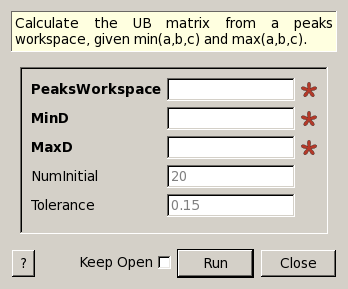 Calculate the UB matrix from a peaks
workspace, given min(a,b,c) and max(a,b,c).
PeaksWorkspace
MinD
MaxD
NumInitial 20
Tolerance 0.15
? Keep Open Run Close